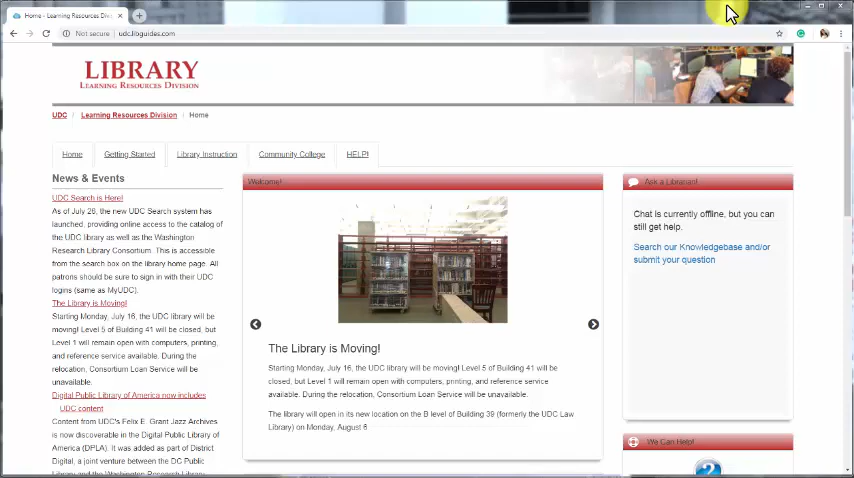 Home - Learning Resources Divis
Not secure | udc.libguides.com
LIBRARY
LEARNING RESOURCES DIVISION
UDC / Learning Resources Division / Home
Home
Getting Started
Library Instruction
Community College
HELP!
News & Events
UDC Search is Here!
As of July 26, the new UDC Search system has
launched, providing online access to the catalog of
the UDC library as well as the Washington
Research Library Consortium. This is accessible
from the search box on the library home page. All
patrons should be sure to sign in with their UDC
logins (same as MyUDC).
The Library is Moving!
Starting Monday, July 16, the UDC library will be
moving! Level 5 of Building 41 will be closed, but
Level 1 will remain open with computers, printing,
and reference service available. During the
relocation, Consortium Loan Service will be
unavailable.
Digital Public Library of America now includes
UDC content
Content from UDC's Felix E. Grant Jazz Archives
is now discoverable in the Digital Public Library of
America (DPLA). It was added as part of District
Digital, a joint venture between the DC Public
Library and the Washington Research Library
Welcome!
The Library is Moving!
Starting Monday, July 16, the UDC library will be moving! Level 5 of Building 41 will be
closed, but Level 1 will remain open with computers, printing, and reference service
available. During the relocation, Consortium Loan Service will be unavailable.
The library will open in its new location on the B level of Building 39 (formerly the UDC Law
Library) on Monday, August 6
Ask a Librarian!
Chat is currently offline, but you can
still get help.
Search our Knowledgebase and/or
submit your question
We Can Help!
?